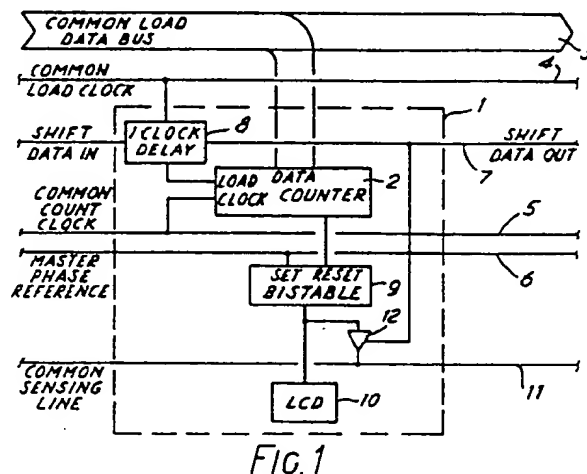 COMMON LOAD
DATA BUS
3
COMMON
LOAD CLOCK
4
1
SHIFT
DATA IN
1 CLOCK
DELAY
8
SHIFT
DATA OUT
7
DATA
LOAD
CLOCK
COUNTER
2
COMMON
COUNT
CLOCK
5
MASTER
PHASE
REFERENCE
6
SET RESET
BISTABLE
9
12
COMMON
SENSING
LINE
11
LCD
10
FIG. 1